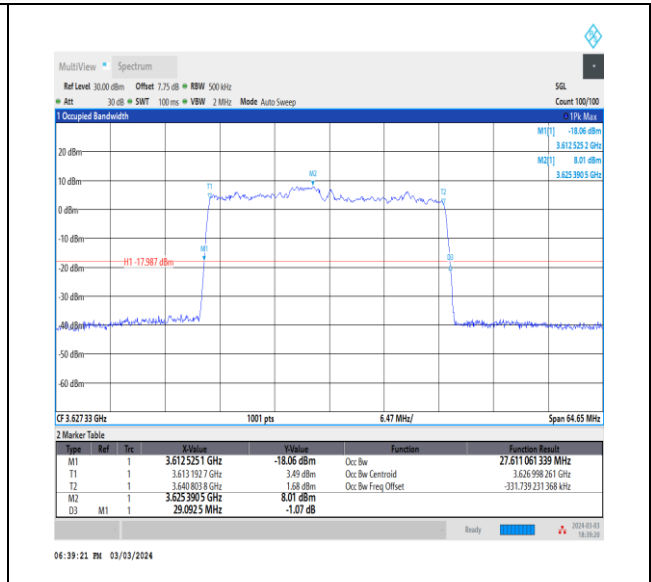 MultiView Spectrum
Ref Level 30.00 dBm Offset 7.75 dB RBW 500 kHz SGL
Att 30 dB SWT 100 ms VBW 2 MHz Mode Auto Sweep Count 100/100
1 Occupied Bandwidth 1Pk Max
M1[1] -18.06 dBm
3.612 525 2 GHz
M2[1] 8.01 dBm
3.625 390 5 GHz
20 dBm
M2
T1 T2
10 dBm
0 dBm
-10 dBm
M1
D3
H1 -17.987 dBm
-20 dBm
-30 dBm
-40 dBm
-50 dBm
-60 dBm
CF 3.627 33 GHz 1001 pts 6.47 MHz/ Span 64.65 MHz
2 Marker Table
Type Ref Trc X-Value Y-Value Function Function Result
M1 1 3.612 525 1 GHz -18.06 dBm Occ Bw 27.611 061 339 MHz
T1 1 3.613 192 7 GHz 3.49 dBm Occ Bw Centroid 3.626 998 261 GHz
T2 1 3.640 803 8 GHz 1.68 dBm Occ Bw Freq Offset -331.739 231 368 kHz
M2 1 3.625 390 5 GHz 8.01 dBm
D3 M1 1 29.092 5 MHz -1.07 dB
Ready 2024-03-03
18:39:20
06:39:21 PM 03/03/2024